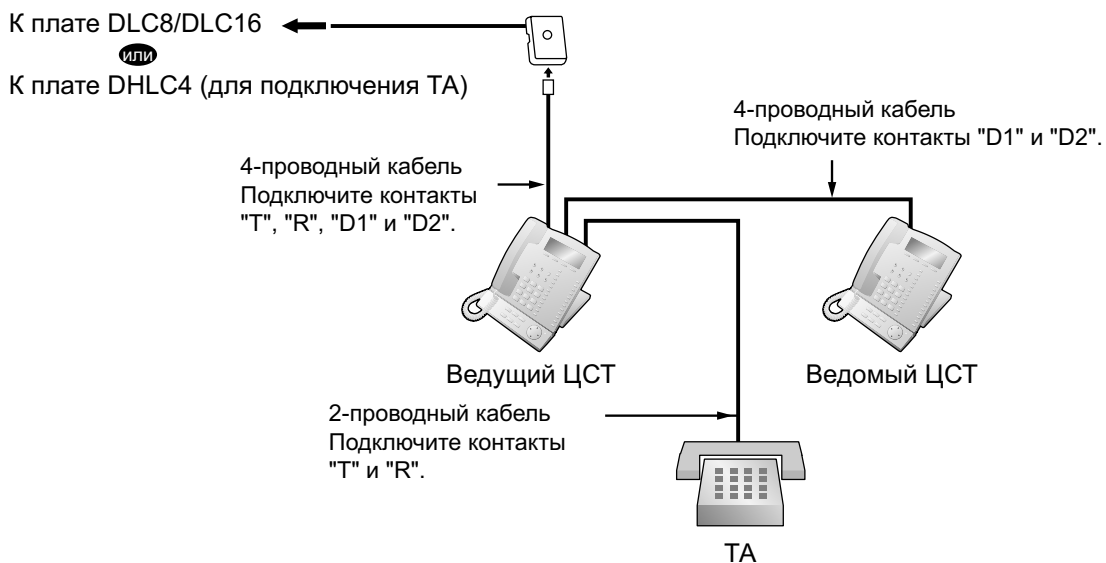 К плате DLC8/DLC16
или
К плате DHLC4 (для подключения ТА)
4-проводный кабель
Подключите контакты "D1" и "D2".
4-проводный кабель
Подключите контакты
"T", "R", "D1" и "D2".
Ведущий ЦСТ
Ведомый ЦСТ
2-проводный кабель
Подключите контакты
"T" и "R".
ТА